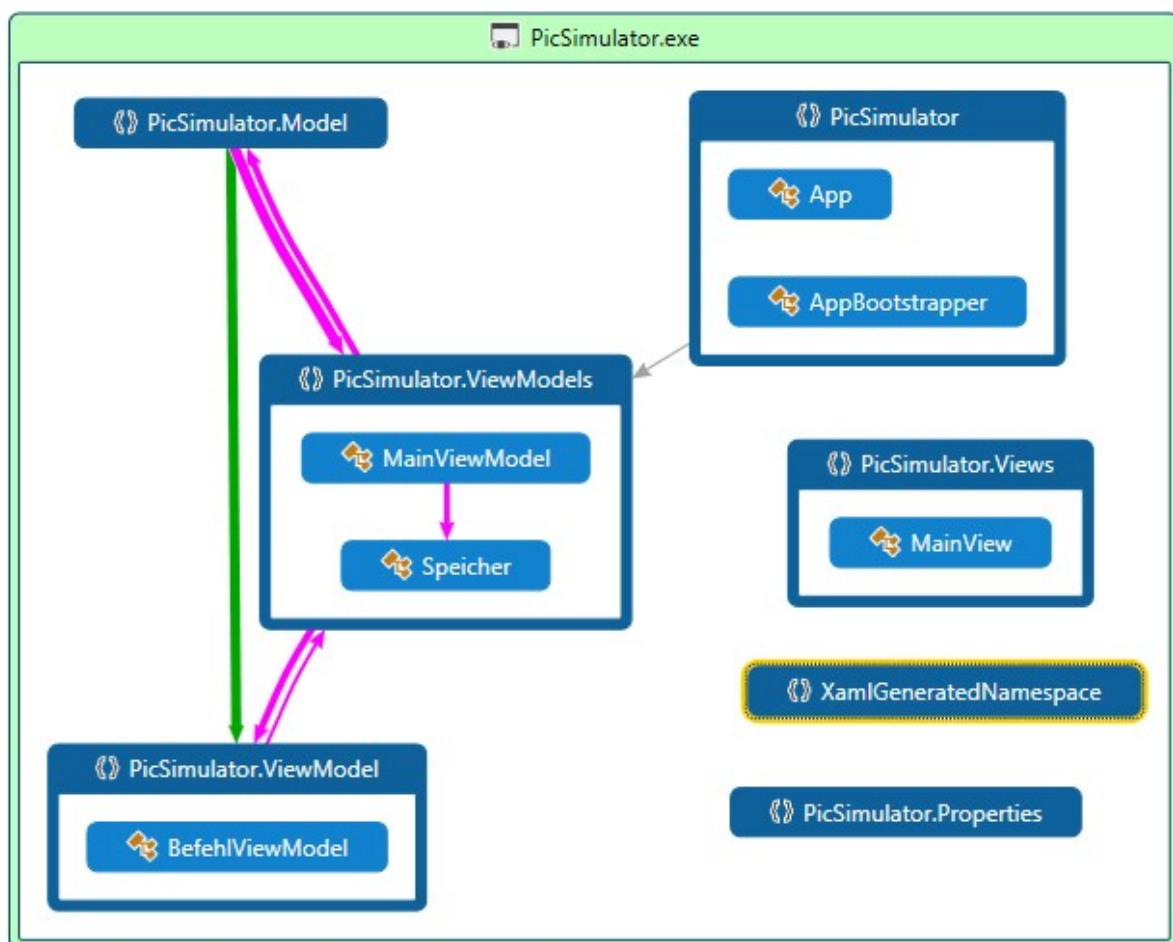 PicSimulator.exe
PicSimulator.Model
PicSimulator
App
AppBootstrapper
PicSimulator.ViewModels
MainViewModel
Speicher
PicSimulator.Views
MainView
XamlGeneratedNamespace
PicSimulator.ViewModel
BefehlViewModel
PicSimulator.Properties